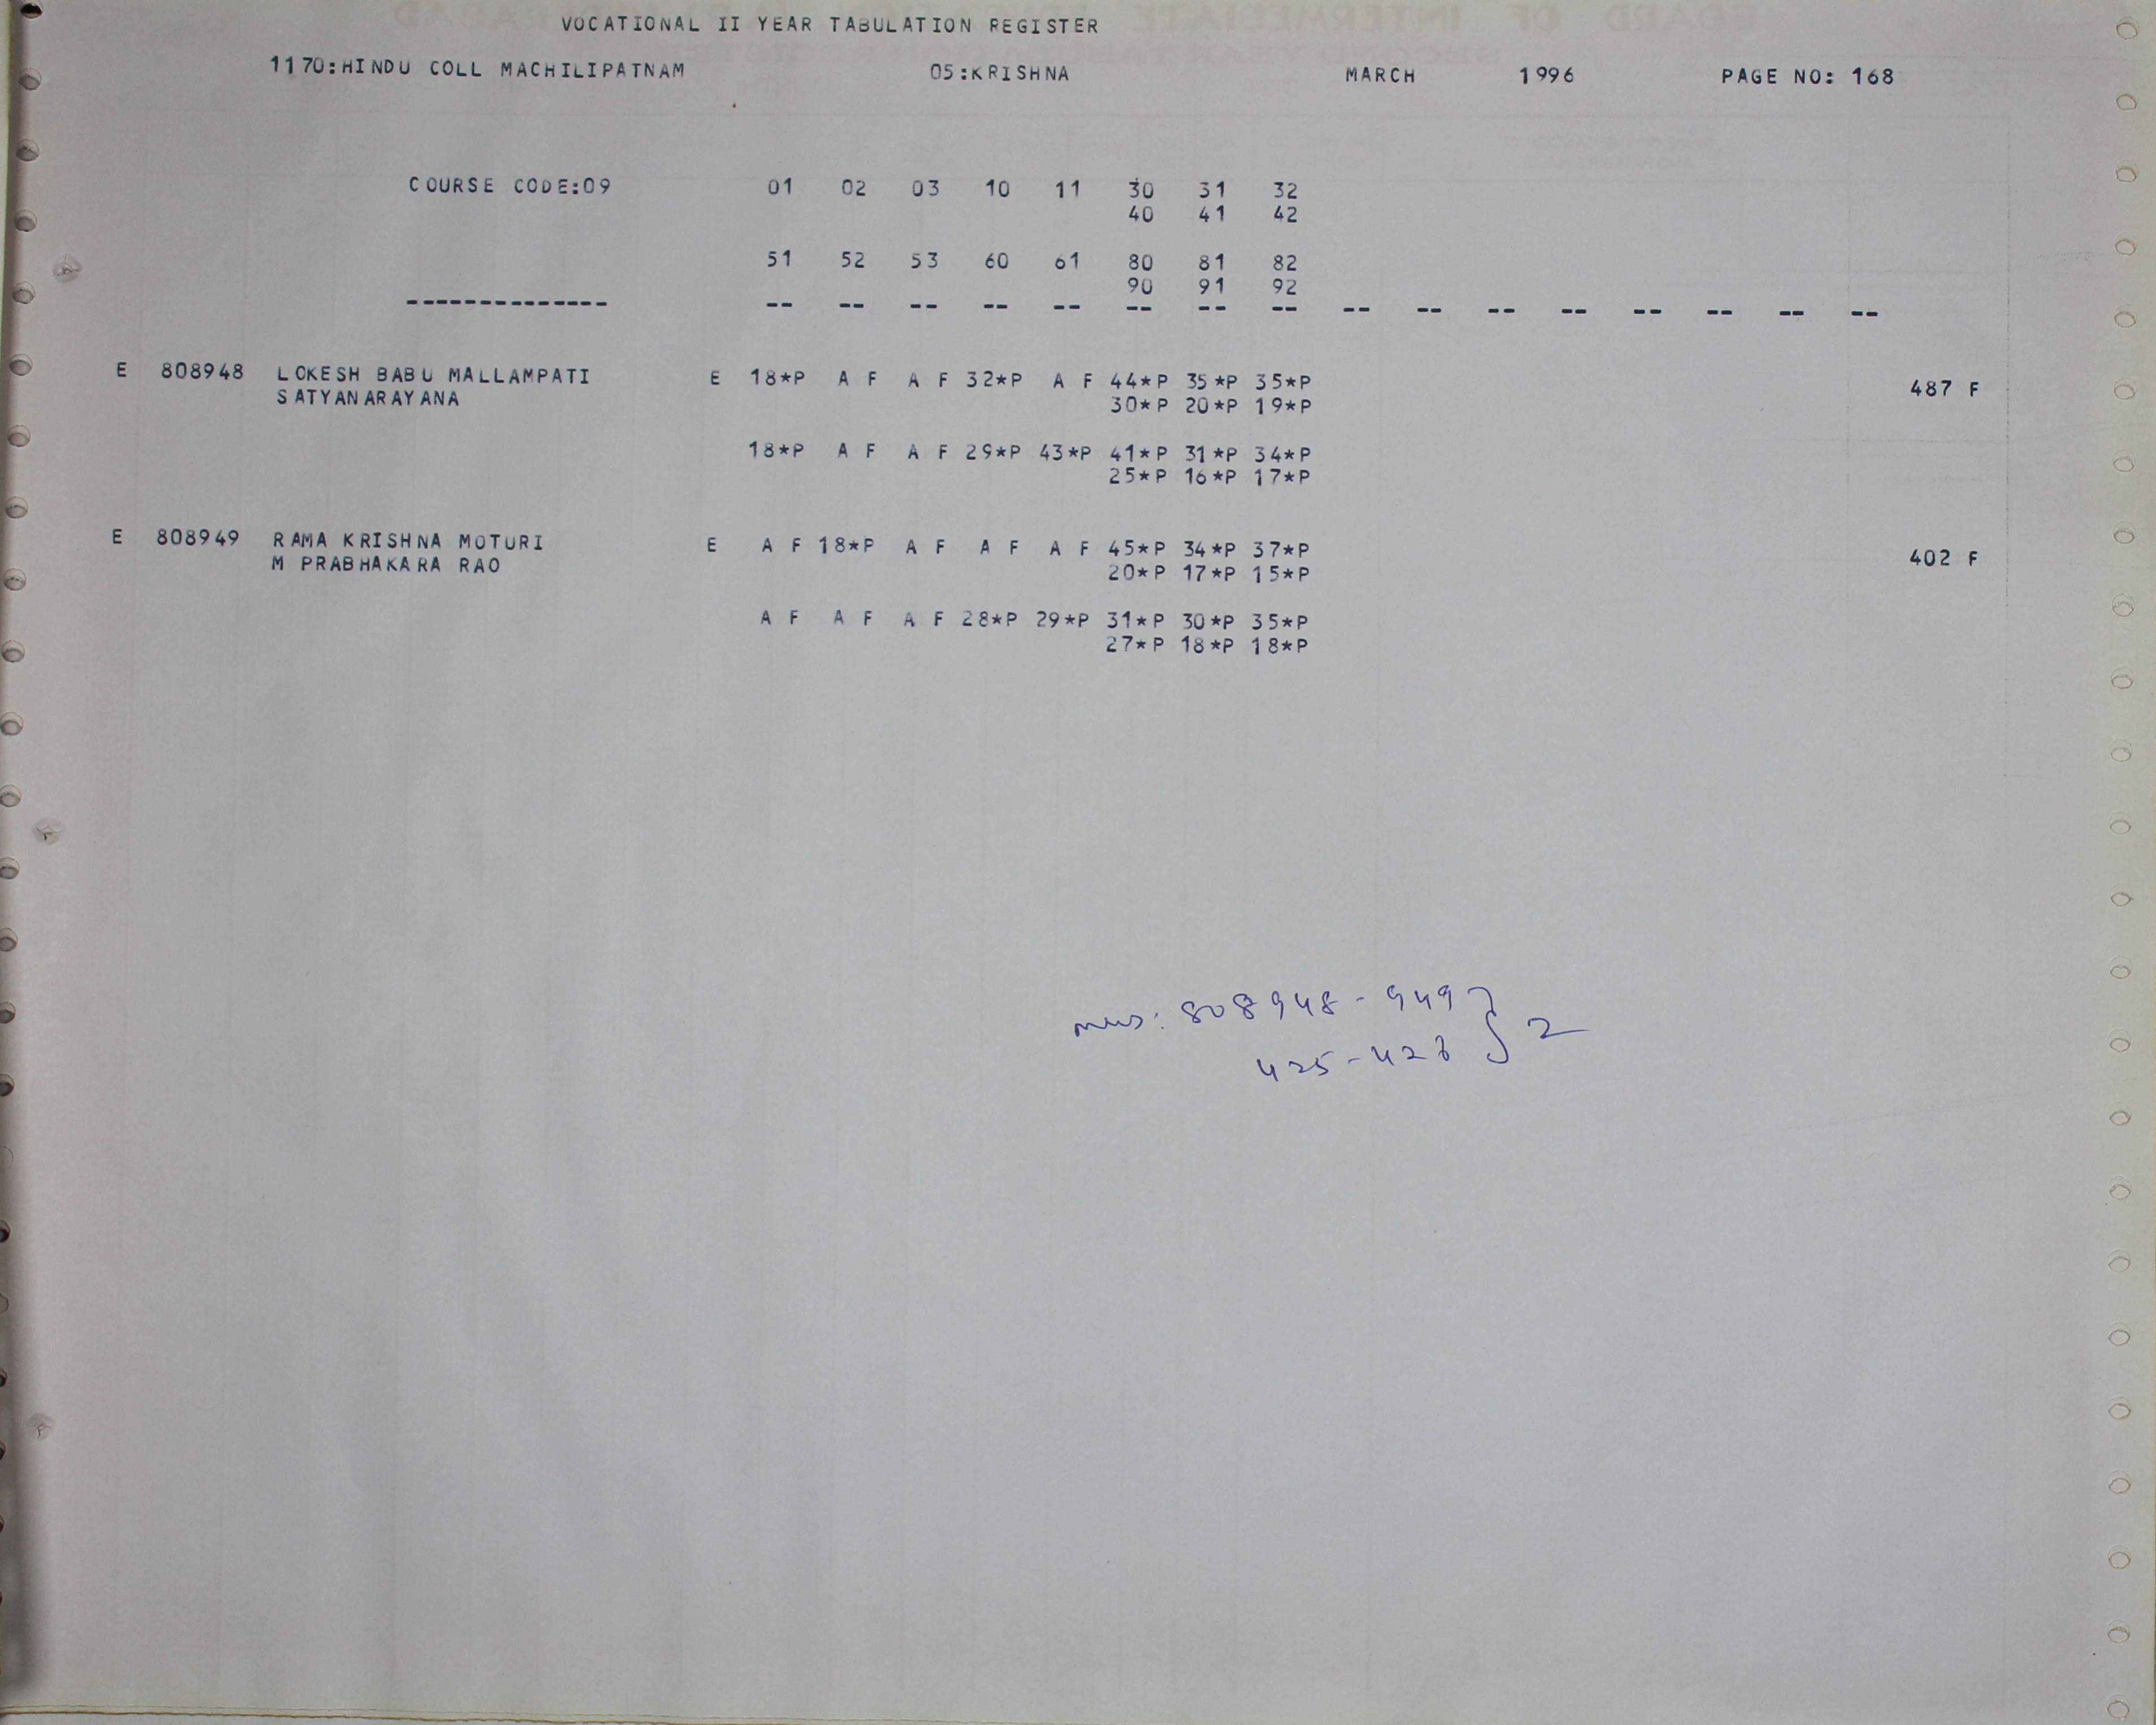 VOCATIONAL II YEAR TABULATION REGISTER
1170:HINDU COLL MACHILIPATNAM 05:KRISHNA MARCH 1996 PAGE NO: 168
COURSE CODE:09 01 02 03 10 11 30 31 32
40 41 42
51 52 53 60 61 80 81 82
90 91 92
-------------- -- -- -- -- -- -- -- -- -- -- -- -- -- -- -- --
E 808948 LOKESH BABU MALLAMPATI E 18*P A F A F 32*P A F 44*P 35*P 35*P 487 F
SATYANARAYANA 30*P 20*P 19*P
18*P A F A F 29*P 43*P 41*P 31*P 34*P
25*P 16*P 17*P
E 808949 RAMA KRISHNA MOTURI E A F 18*P A F A F A F 45*P 34*P 37*P 402 F
M PRABHAKARA RAO 20*P 17*P 15*P
A F A F A F 28*P 29*P 31*P 30*P 35*P
27*P 18*P 18*P
808948-949 } 2
425-426